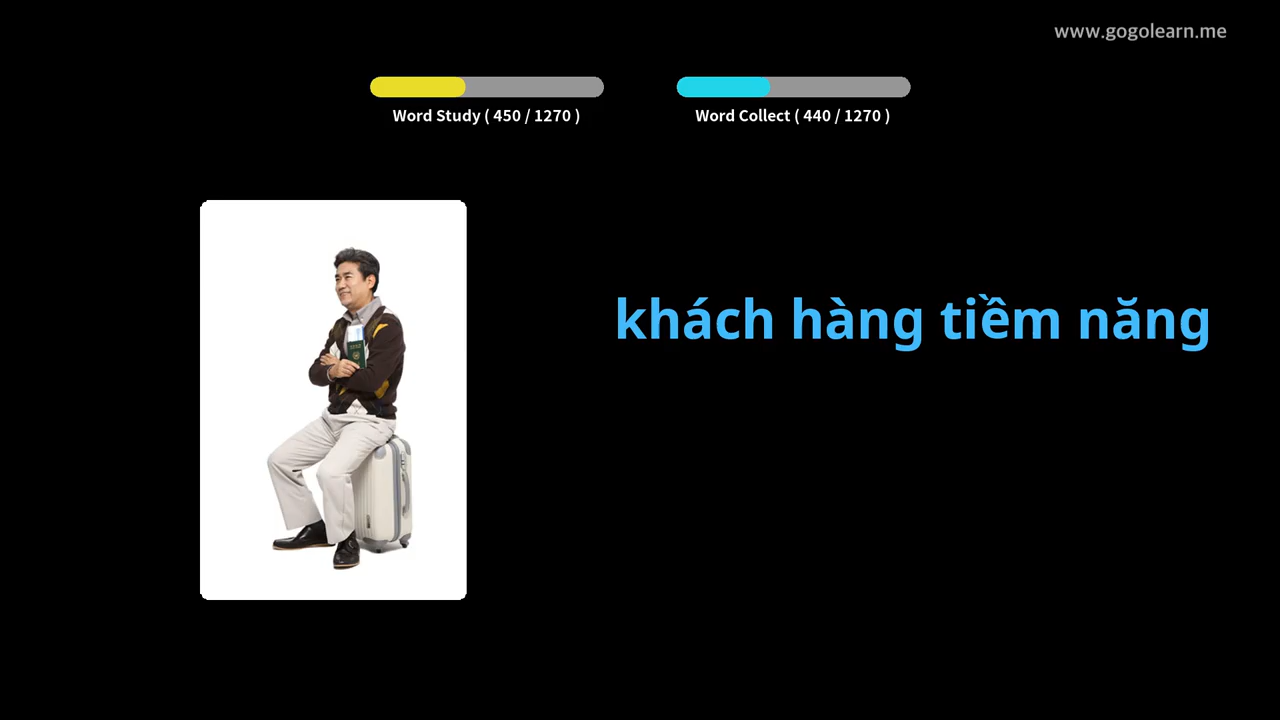 www.gogolearn.me
Word Study ( 450 / 1270 )
Word Collect ( 440 / 1270 )
khách hàng tiềm năng